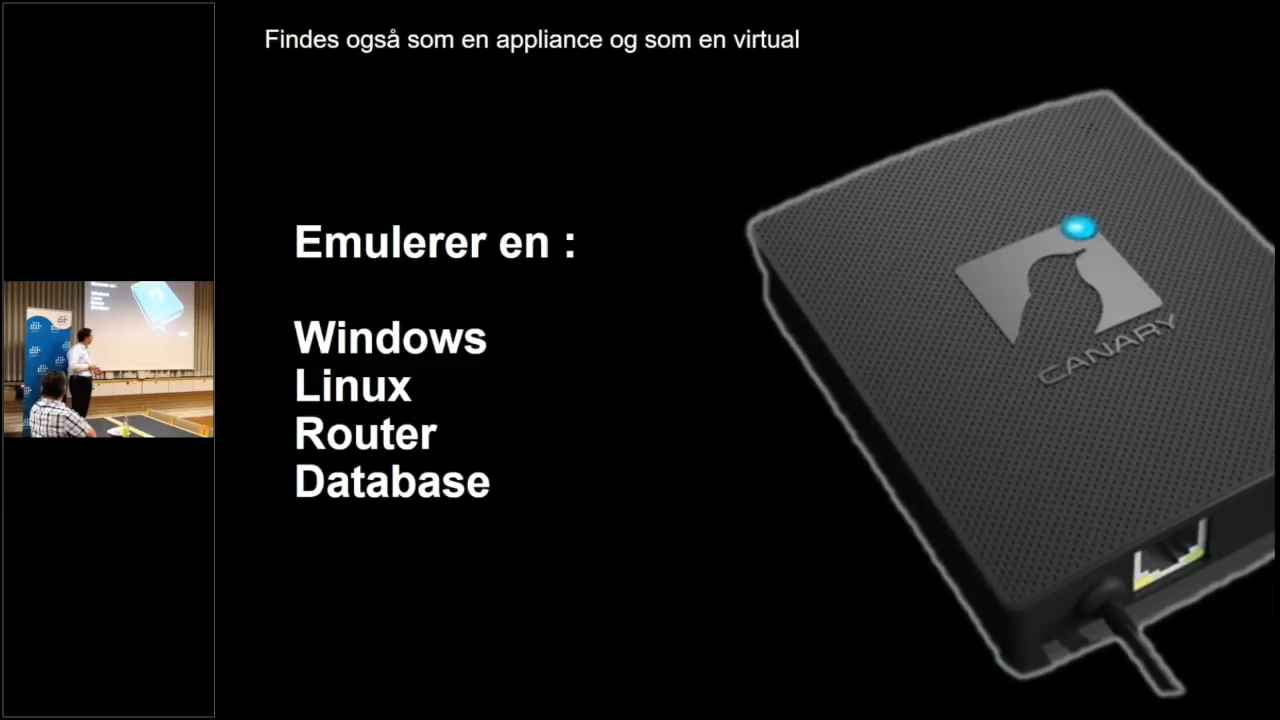 Findes også som en appliance og som en virtual
Emulerer en :
Windows
Linux
Router
Database
CANARY